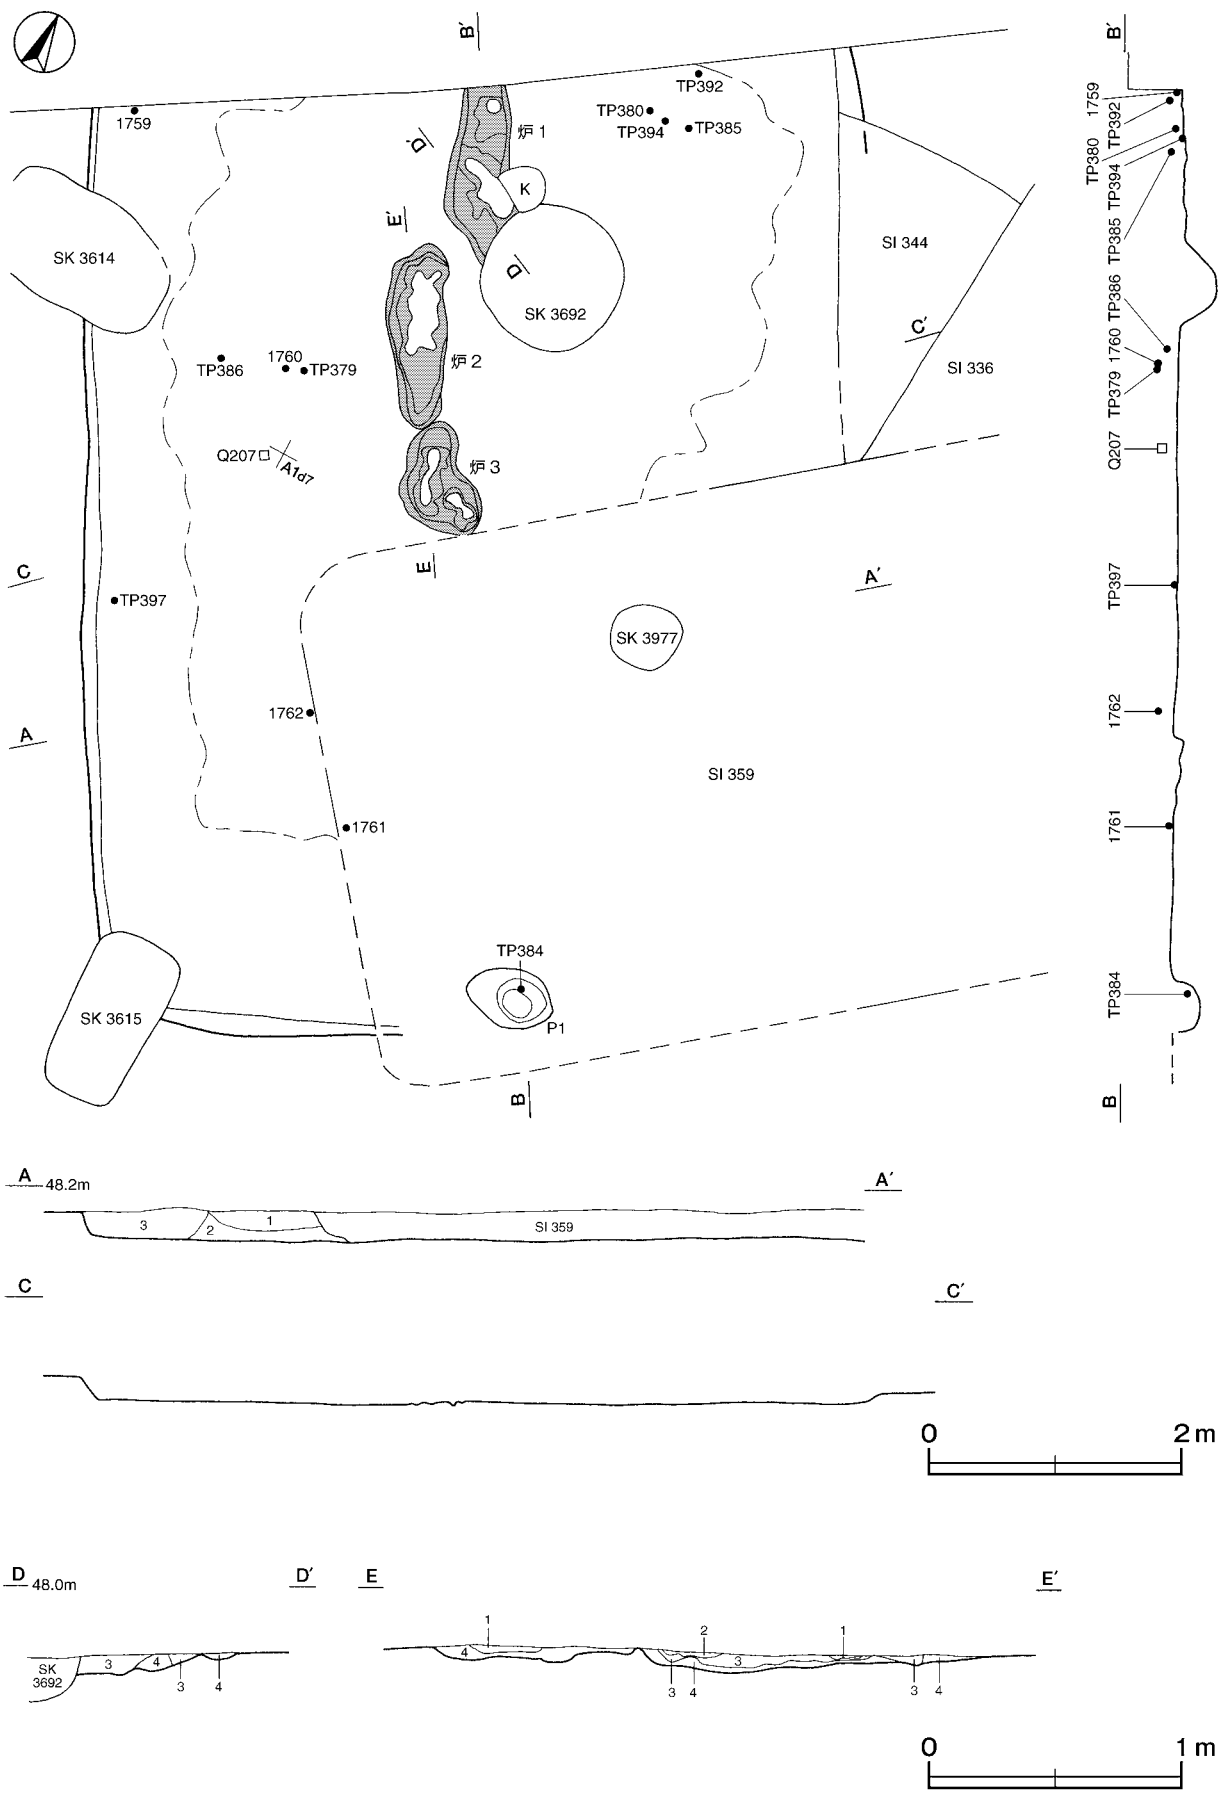 B′
B′
TP392
1759
TP380
TP394
TP385
炉 1
D′
K
1759
TP392
TP380
TP394
TP385
E′
SK 3614
D
SK 3692
SI 344
C′
SI 336
TP386
1760
TP379
炉 2
TP386
1760
TP379
Q207
A1d7
炉 3
Q207
C
E
A′
TP397
TP397
SK 3977
1762
1762
A
SI 359
1761
1761
TP384
P1
TP384
SK 3615
B
B
A 48.2m
A′
3
2
1
SI 359
C
C′
0 2 m
D 48.0m
D′
E
E′
SK
3692
3
4
3
4
1
4
2
3
1
3
4
3
4
0 1 m